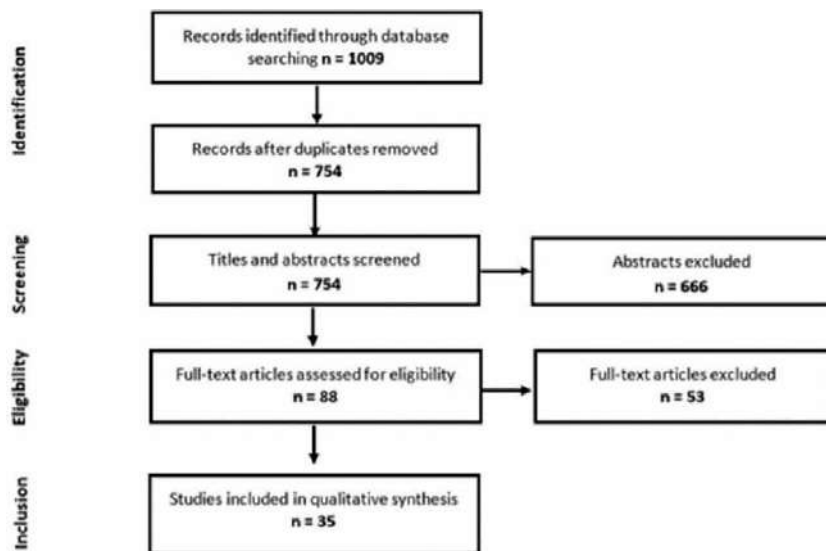 Identification
Records identified through database
searching n = 1009
Records after duplicates removed
n = 754
Screening
Titles and abstracts screened
n = 754
Abstracts excluded
n = 666
Eligibility
Full-text articles assessed for eligibility
n = 88
Full-text articles excluded
n = 53
Inclusion
Studies included in qualitative synthesis
n = 35